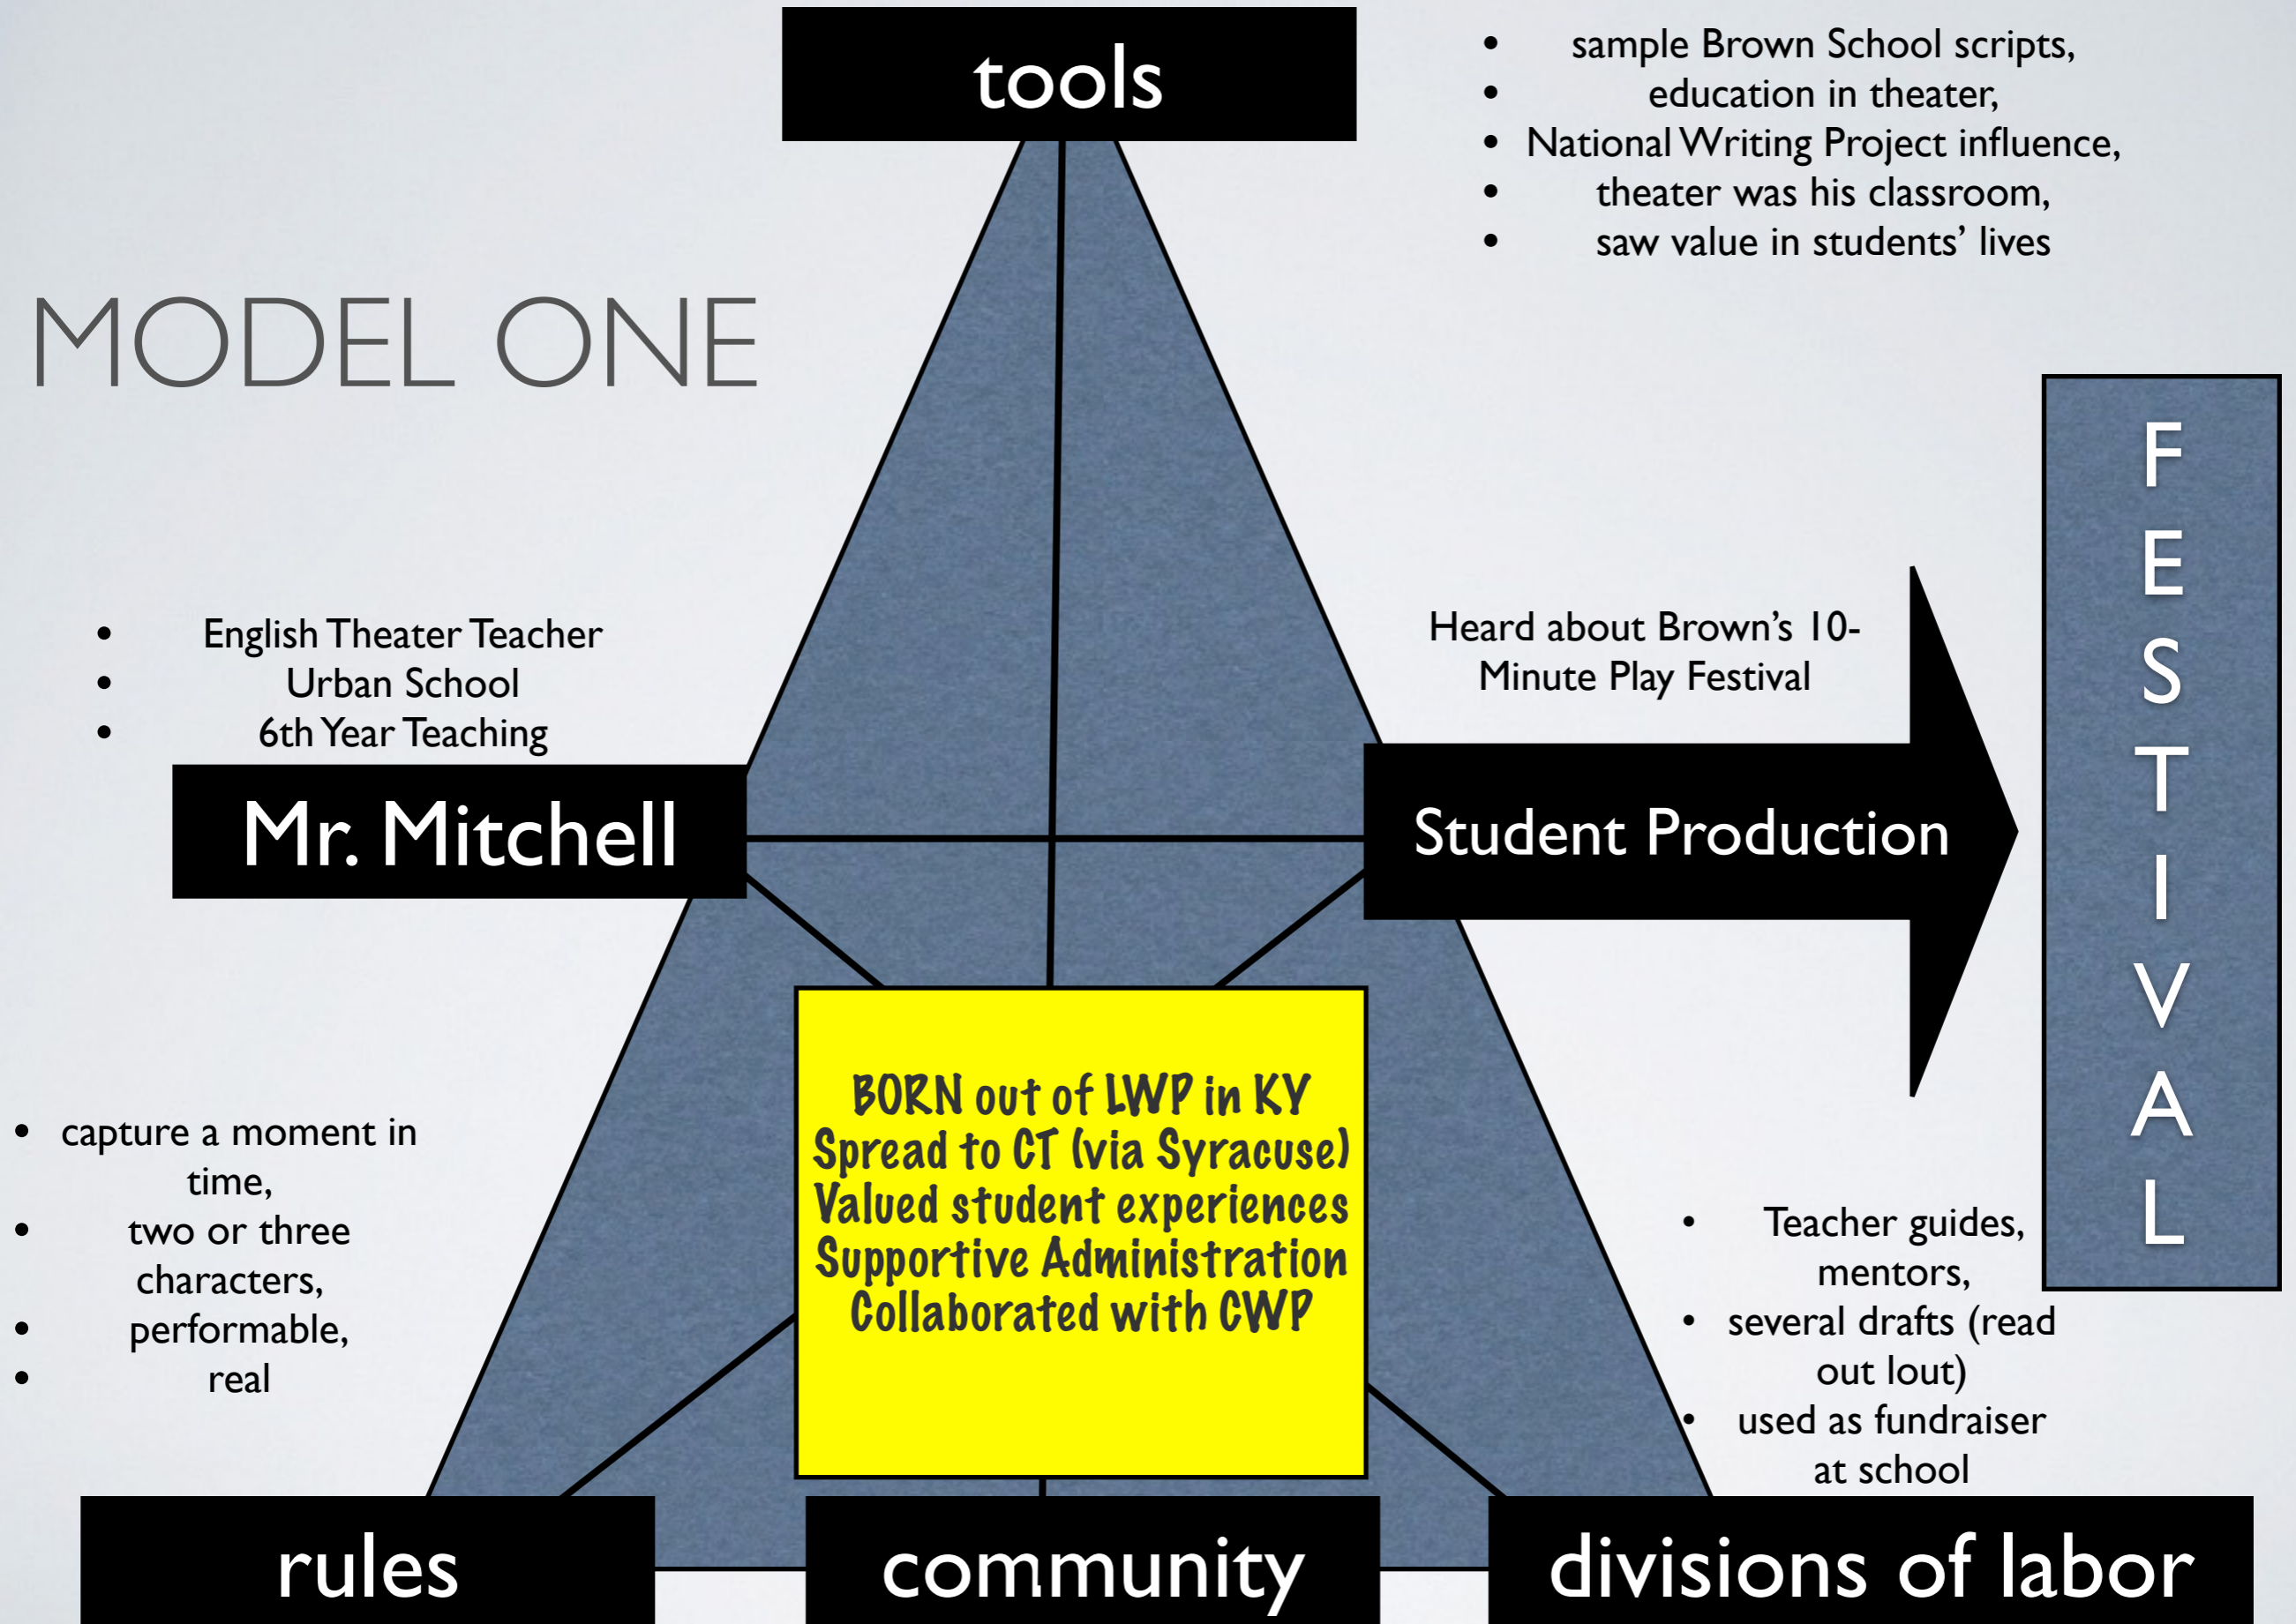 tools
• sample Brown School scripts,
• education in theater,
• National Writing Project influence,
• theater was his classroom,
• saw value in students’ lives
MODEL ONE
• English Theater Teacher
• Urban School
• 6th Year Teaching
Mr. Mitchell
Heard about Brown’s 10-
Minute Play Festival
Student Production
FESTIVAL
BORN out of LWP in KY
Spread to CT (via Syracuse)
Valued student experiences
Supportive Administration
Collaborated with CWP
• capture a moment in
time,
• two or three
characters,
• performable,
• real
• Teacher guides,
mentors,
• several drafts (read
out lout)
• used as fundraiser
at school
rules
community
divisions of labor